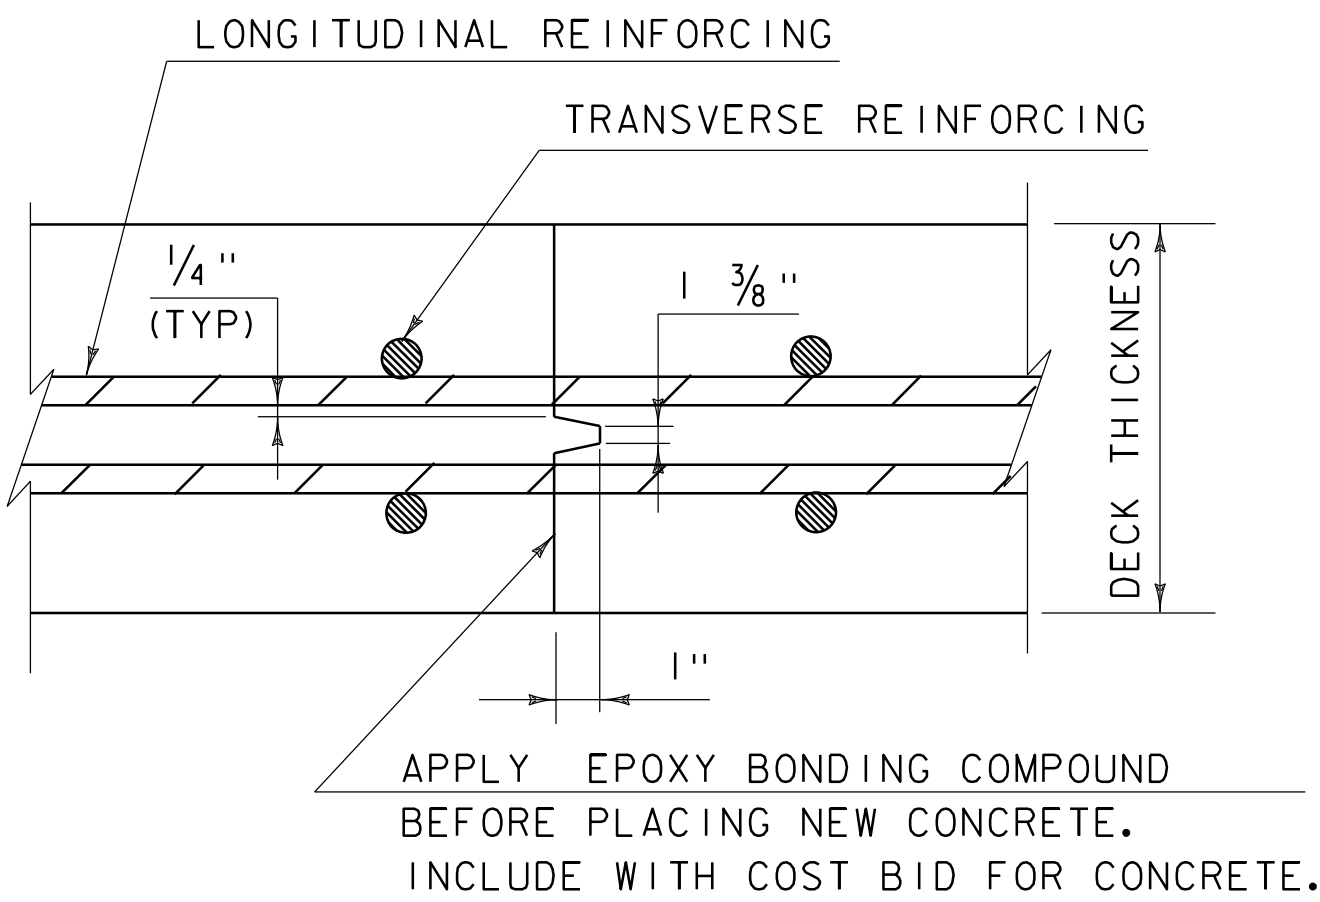 LONGITUDINAL REINFORCING
TRANSVERSE REINFORCING
1/4"
(TYP)
1 3/8"
DECK THICKNESS
1"
APPLY EPOXY BONDING COMPOUND
BEFORE PLACING NEW CONCRETE.
INCLUDE WITH COST BID FOR CONCRETE.